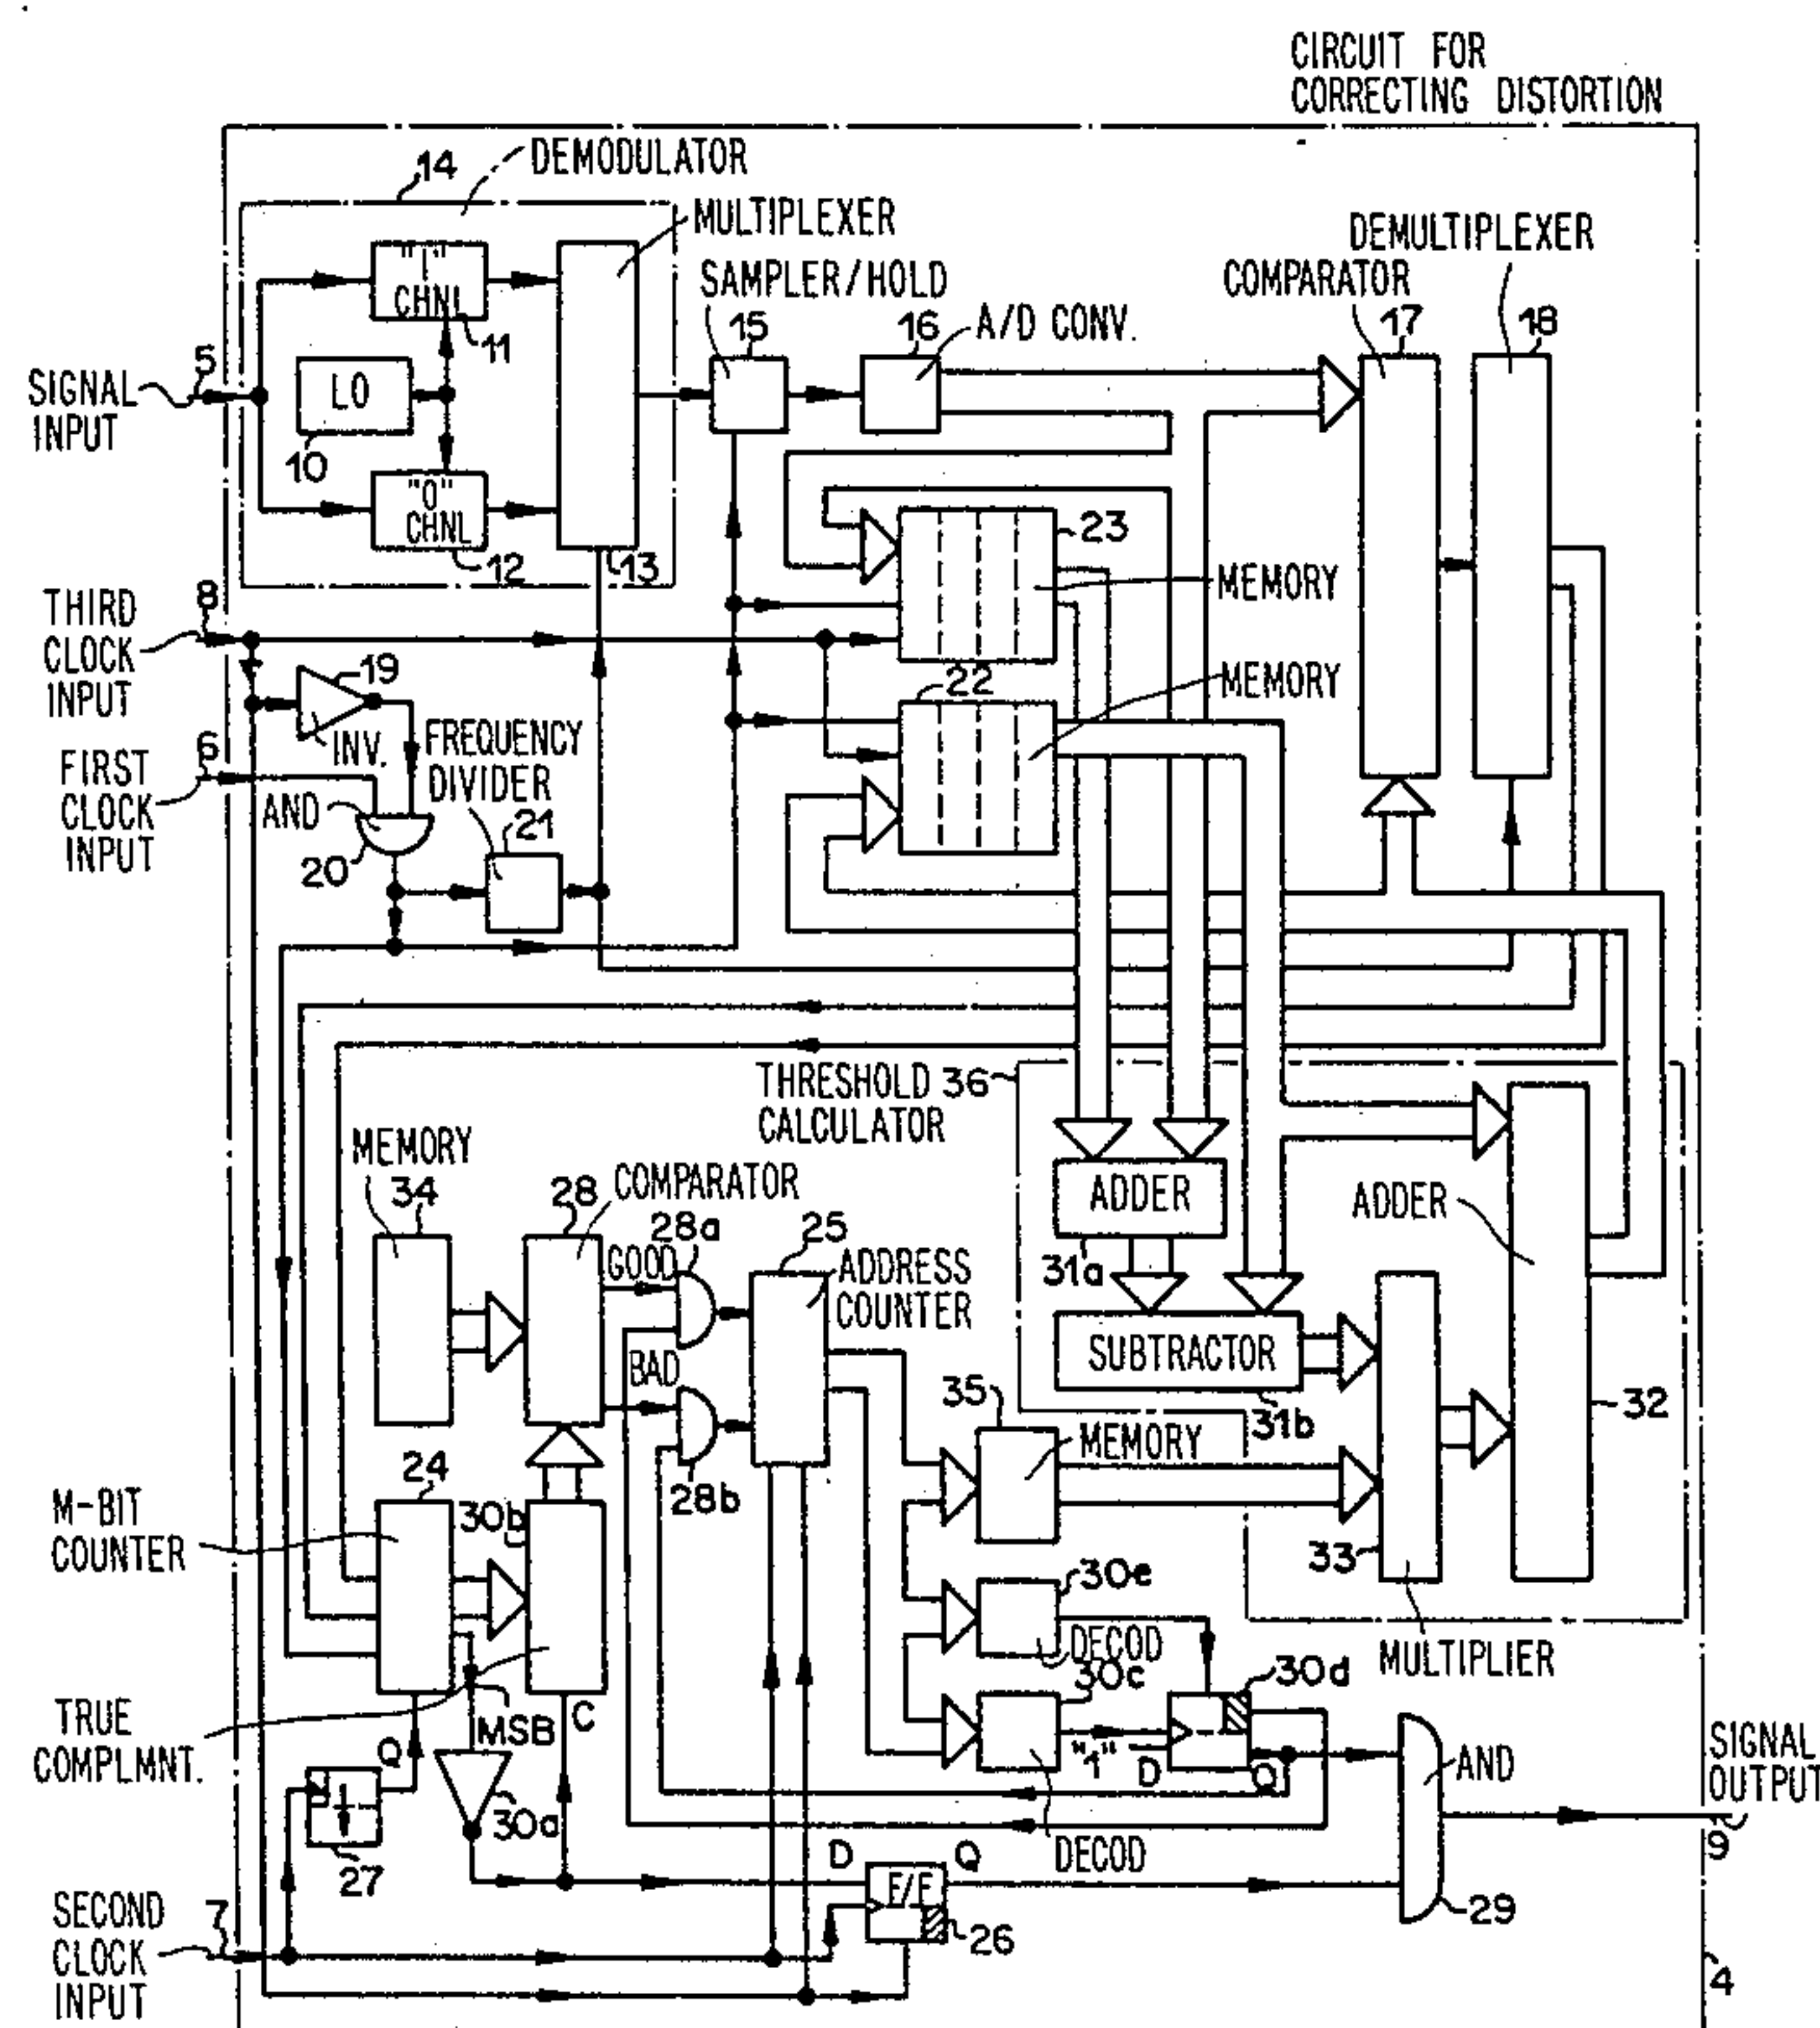 CIRCUIT FOR
CORRECTING DISTORTION
14
DEMODULATOR
MULTIPLEXER
DEMULTIPLEXER
SAMPLER/HOLD
COMPARATOR
"I"
CHNL
11
15
16
A/D CONV.
17
18
5
SIGNAL
INPUT
LO
10
"Q"
CHNL
12
13
23
MEMORY
THIRD
CLOCK
INPUT
8
19
INV.
22
MEMORY
FREQUENCY
DIVIDER
6
FIRST
CLOCK
INPUT
AND
20
21
THRESHOLD
CALCULATOR
36
MEMORY
34
28
COMPARATOR
28a
25
GOOD
ADDRESS
COUNTER
ADDER
31a
ADDER
BAD
SUBTRACTOR
31b
32
35
MEMORY
28b
24
M-BIT
COUNTER
30b
33
30e
DECOD
MULTIPLIER
30c
30d
TRUE
COMPLMNT.
MSB
C
Q
"1"
D
Q
AND
SIGNAL
OUTPUT
9
30a
27
DECOD
D
Q
F/F
26
29
SECOND
CLOCK
INPUT
7
4